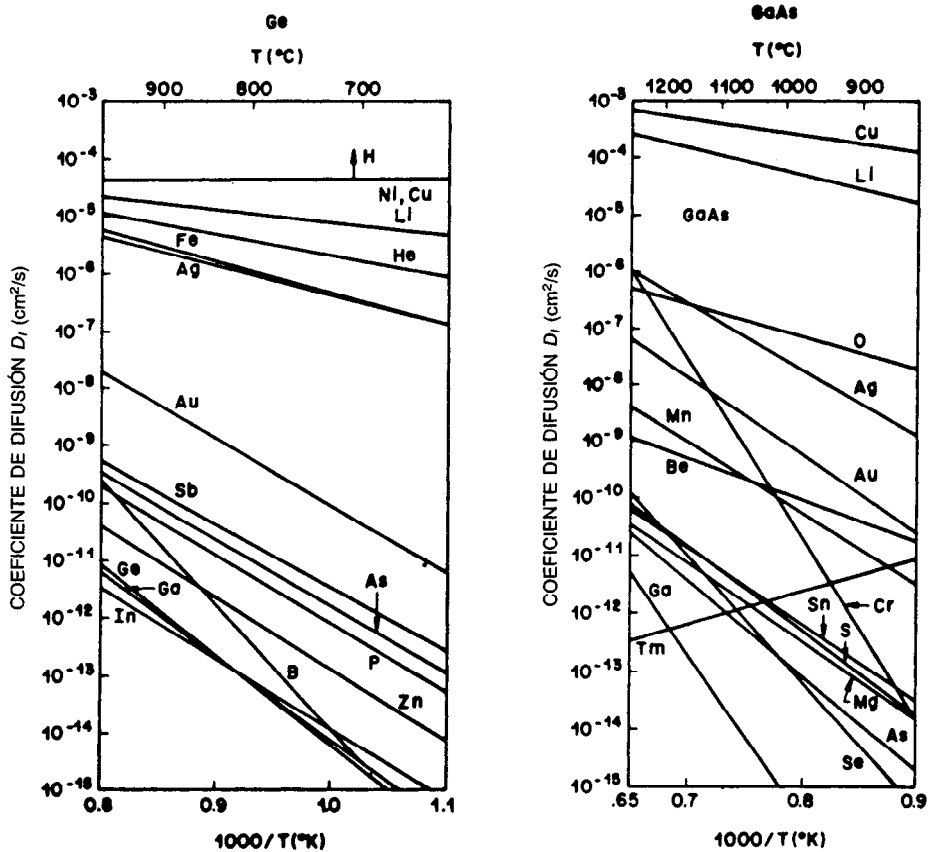 Ge
T (°C)
900 800 700
COEFICIENTE DE DIFUSIÓN D_I (cm²/s)
10⁻³
10⁻⁴
10⁻⁵
10⁻⁶
10⁻⁷
10⁻⁸
10⁻⁹
10⁻¹⁰
10⁻¹¹
10⁻¹²
10⁻¹³
10⁻¹⁴
10⁻¹⁵
H
Ni, Cu
Li
He
Fe
Ag
Au
Sb
As
Ge
Ga
In
B
P
Zn
0.8 0.9 1.0 1.1
1000/T (°K)
GaAs
T (°C)
1200 1100 1000 900
COEFICIENTE DE DIFUSIÓN D_I (cm²/s)
10⁻³
10⁻⁴
10⁻⁵
10⁻⁶
10⁻⁷
10⁻⁸
10⁻⁹
10⁻¹⁰
10⁻¹¹
10⁻¹²
10⁻¹³
10⁻¹⁴
10⁻¹⁵
Cu
Li
GaAs
O
Ag
Mn
Be
Au
Ga
Sn
S
Cr
Tm
Mg
As
Se
.65 0.7 0.8 0.9
1000/T (°K)